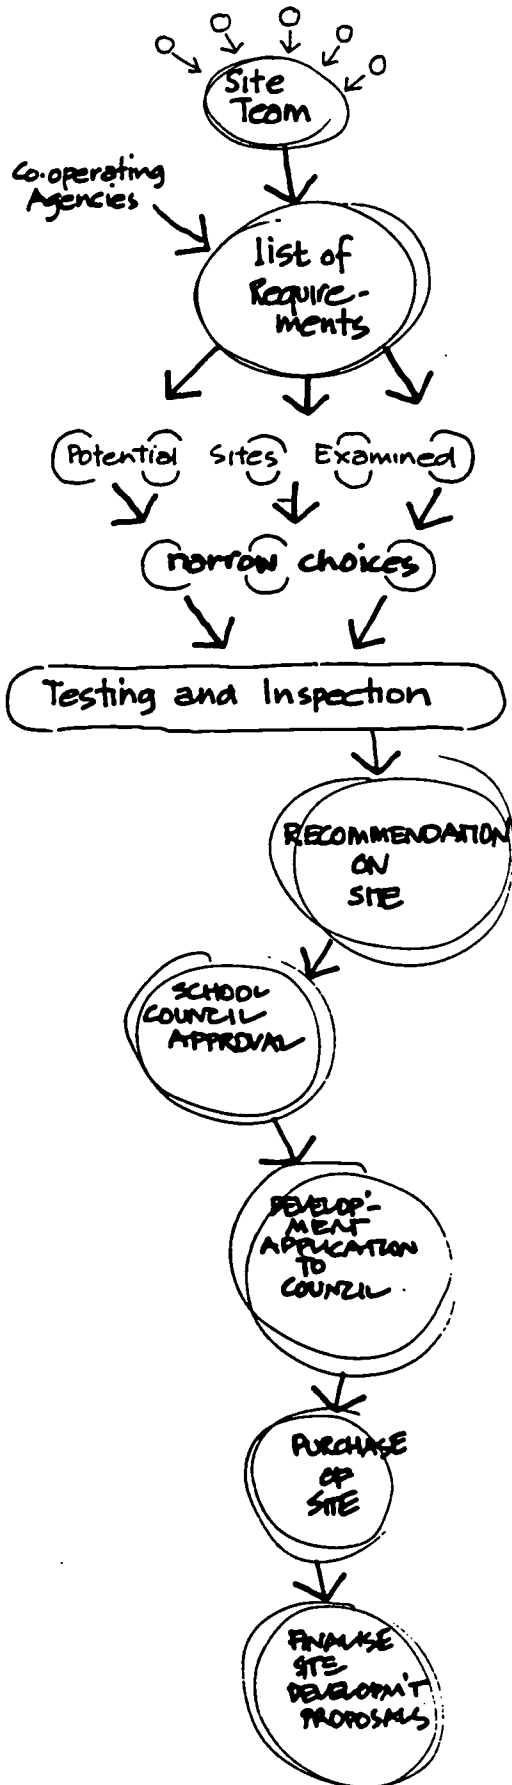 Site
Team
Co-operating
Agencies
list of
Require-
ments
Potential Sites Examined
narrow choices
Testing and Inspection
RECOMMENDATION
ON
SITE
SCHOOL
COUNCIL
APPROVAL
DEVELOP'-
MENT
APPLICATION
TO
COUNCIL
PURCHASE
OF
SITE
FINALISE
SITE
DEVELOPM'T
PROPOSALS